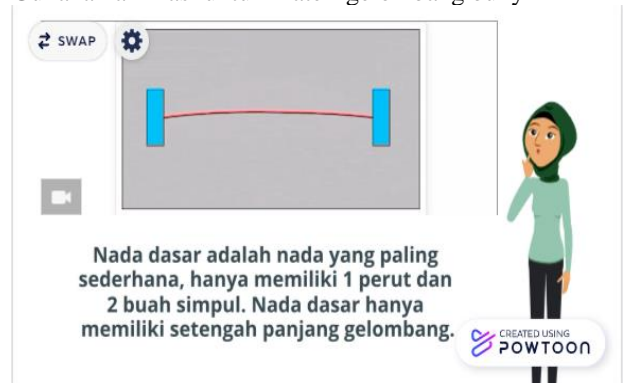 SWAP
Nada dasar adalah nada yang paling
sederhana, hanya memiliki 1 perut dan
2 buah simpul. Nada dasar hanya
memiliki setengah panjang gelombang.
CREATED USING
POWTOON